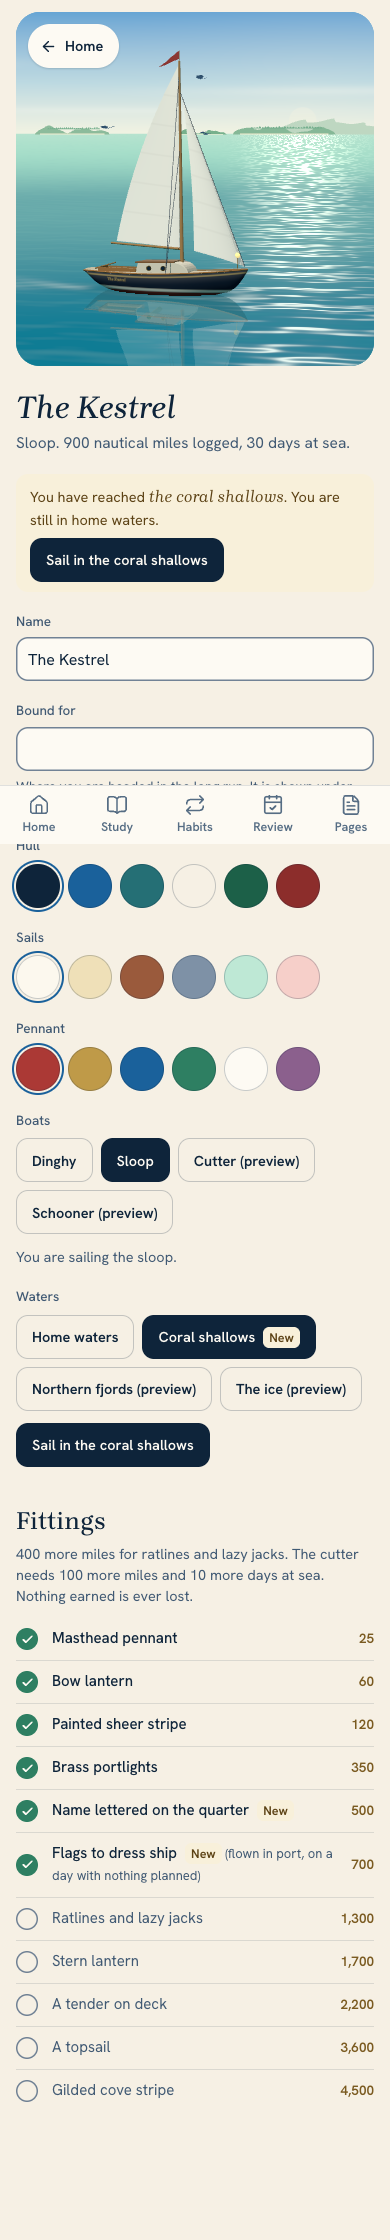 Home
The Kestrel
Sloop. 900 nautical miles logged, 30 days at sea.
You have reached the coral shallows. You are
still in home waters.
Sail in the coral shallows
Name
The Kestrel
Bound for
Home
Study
Habits
Review
Pages
Hull
Sails
Pennant
Boats
Dinghy
Sloop
Cutter (preview)
Schooner (preview)
You are sailing the sloop.
Waters
Home waters
Coral shallows New
Northern fjords (preview)
The ice (preview)
Sail in the coral shallows
Fittings
400 more miles for ratlines and lazy jacks. The cutter
needs 100 more miles and 10 more days at sea.
Nothing earned is ever lost.
Masthead pennant 25
Bow lantern 60
Painted sheer stripe 120
Brass portlights 350
Name lettered on the quarter New 500
Flags to dress ship New (flown in port, on a
day with nothing planned) 700
Ratlines and lazy jacks 1,300
Stern lantern 1,700
A tender on deck 2,200
A topsail 3,600
Gilded cove stripe 4,500